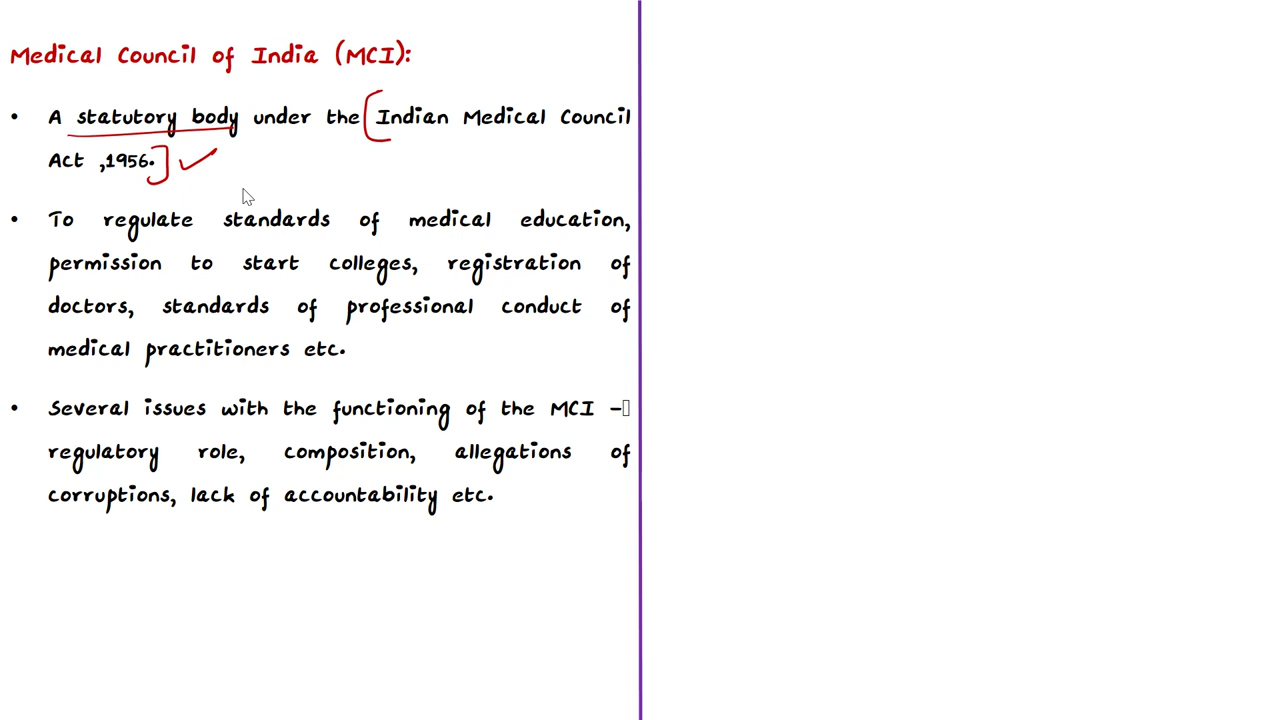 Medical Council of India (MCI):
• A statutory body under the Indian Medical Council
Act ,1956.
• To regulate standards of medical education,
permission to start colleges, registration of
doctors, standards of professional conduct of
medical practitioners etc.
• Several issues with the functioning of the MCI –
regulatory role, composition, allegations of
corruptions, lack of accountability etc.